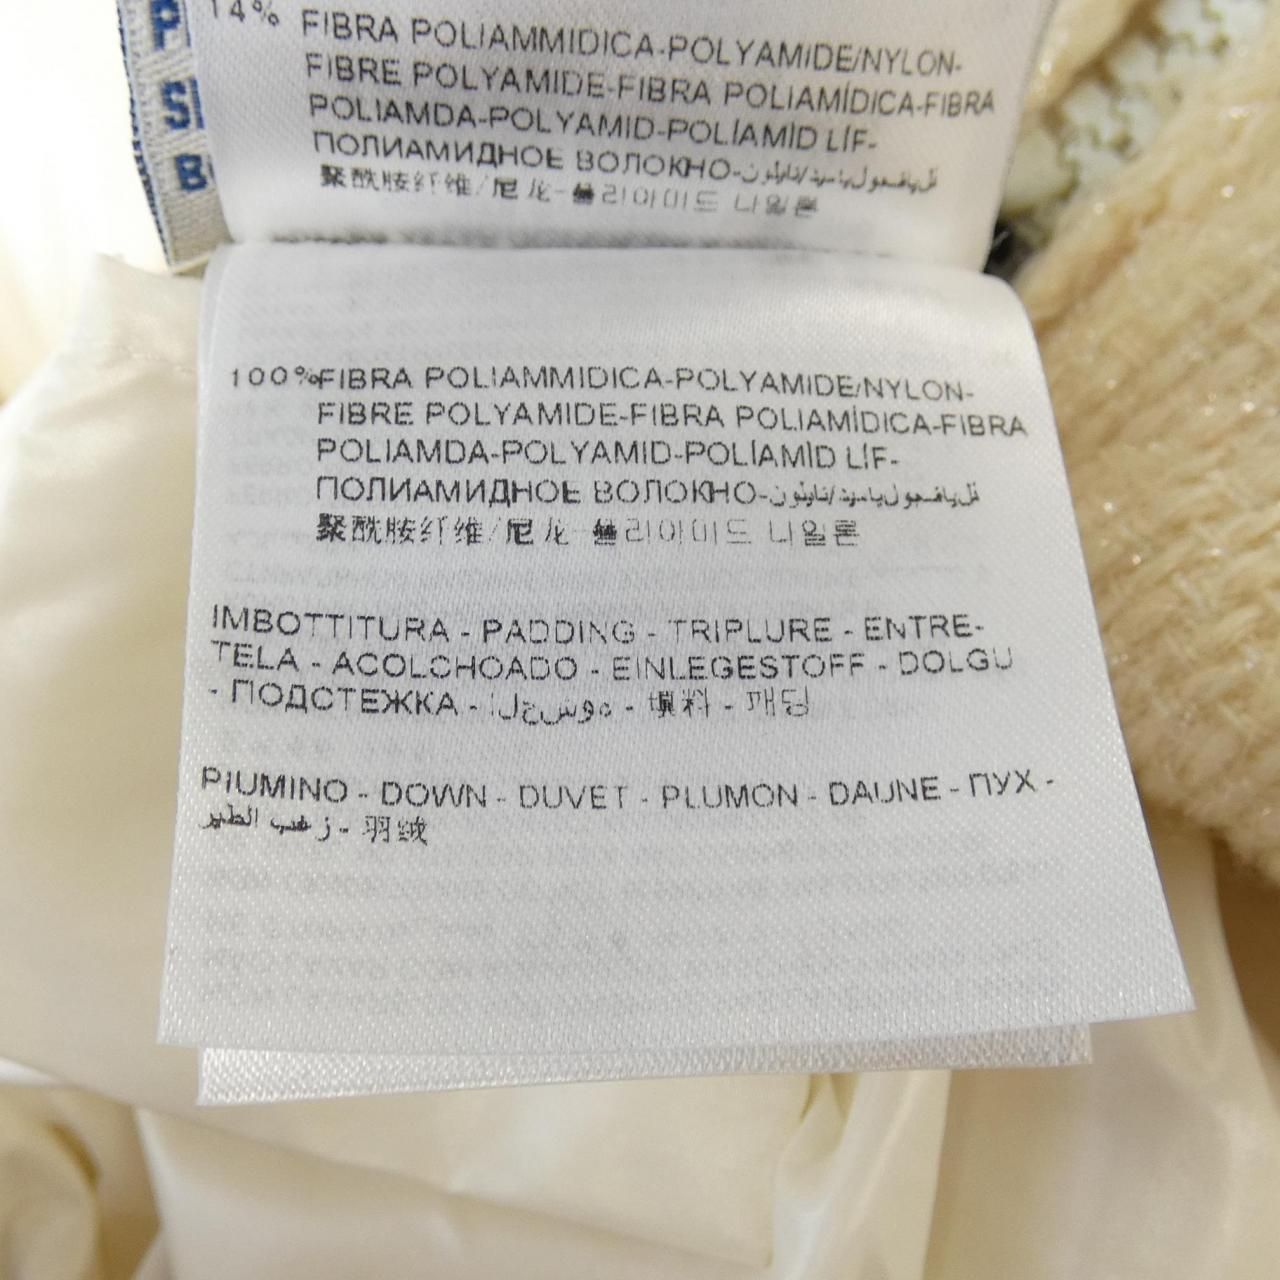 14% FIBRA POLIAMMIDICA-POLYAMIDE/NYLON-
FIBRE POLYAMIDE-FIBRA POLIAMÍDICA-FIBRA
POLIAMDA-POLYAMID-POLİAMİD LİF-
ПОЛИАМИДНОЕ ВОЛОКНО-
聚酰胺纤维/尼龙-폴리아미드 나일론
100%FIBRA POLIAMMIDICA-POLYAMIDE/NYLON-
FIBRE POLYAMIDE-FIBRA POLIAMÍDICA-FIBRA
POLIAMDA-POLYAMID-POLİAMİD LİF-
ПОЛИАМИДНОЕ ВОЛОКНО-
聚酰胺纤维/尼龙-폴리아미드 나일론
IMBOTTITURA - PADDING - TRIPLURE - ENTRE-
TELA - ACOLCHOADO - EINLEGESTOFF - DOLGU
- ПОДСТЕЖКА - الحشوه - 填料 - 패딩
PIUMINO - DOWN - DUVET - PLUMON - DAUNE - ПУХ -
زغب الطير - 羽绒